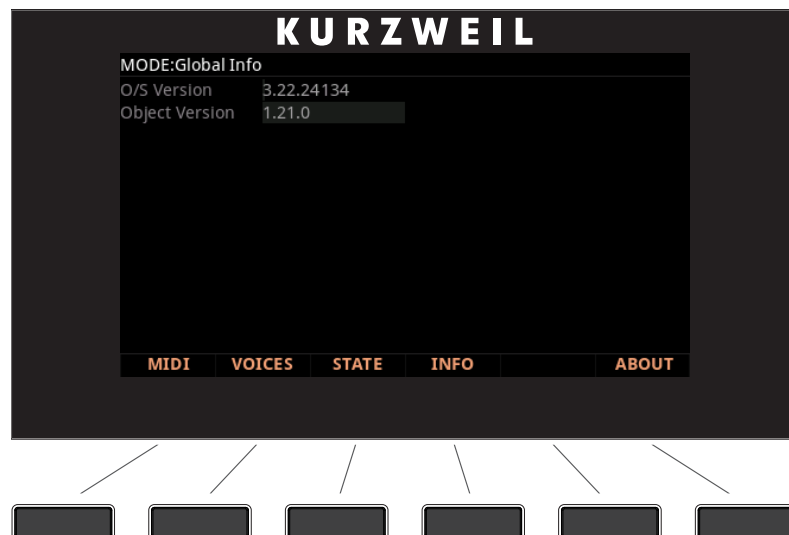 KURZWEIL
MODE:Global Info
O/S Version 3.22.24134
Object Version 1.21.0
MIDI VOICES STATE INFO ABOUT